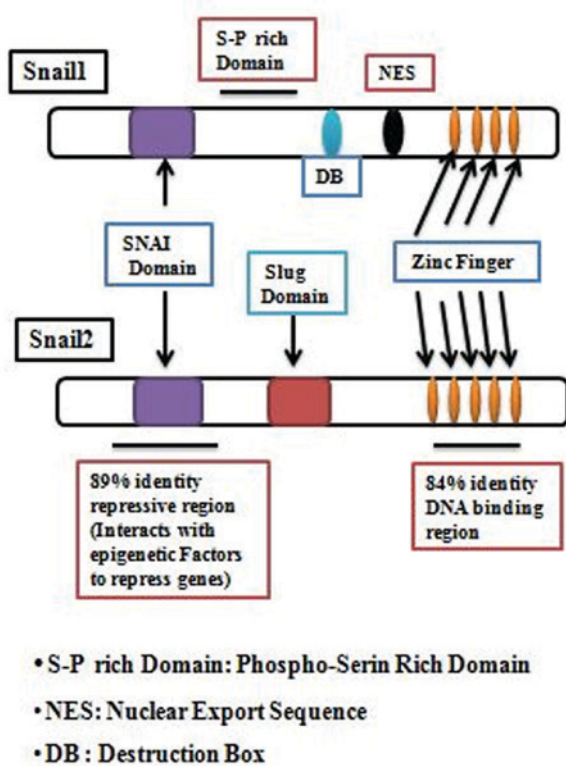 S-P rich
Domain
Snail1
NES
DB
SNAI
Domain
Slug
Domain
Zinc Finger
Snail2
89% identity
repressive region
(Interacts with
epigenetic Factors
to repress genes)
84% identity
DNA binding
region
• S-P rich Domain: Phospho-Serin Rich Domain
• NES: Nuclear Export Sequence
• DB : Destruction Box